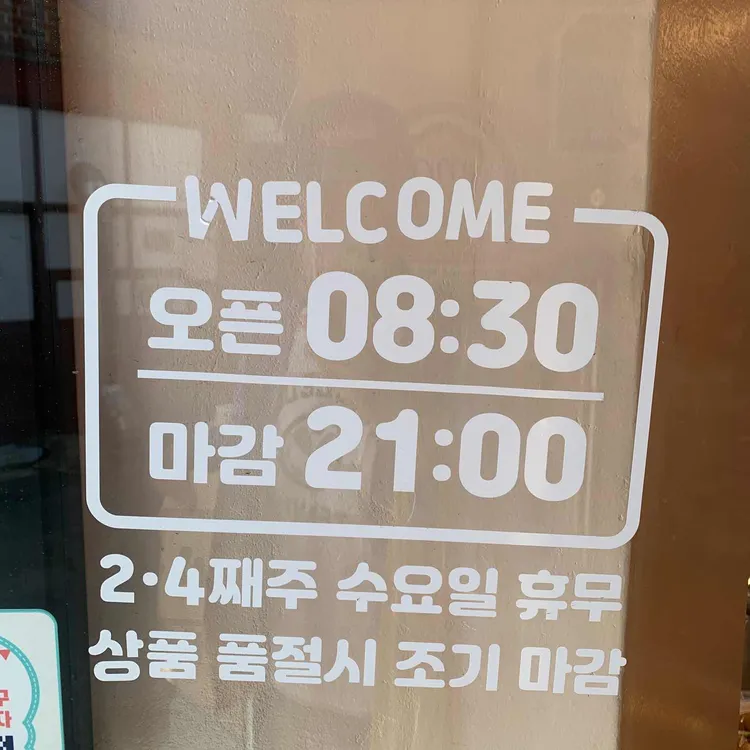 WELCOME
오픈 08:30
마감 21:00
2·4째주 수요일 휴무
상품 품절시 조기 마감